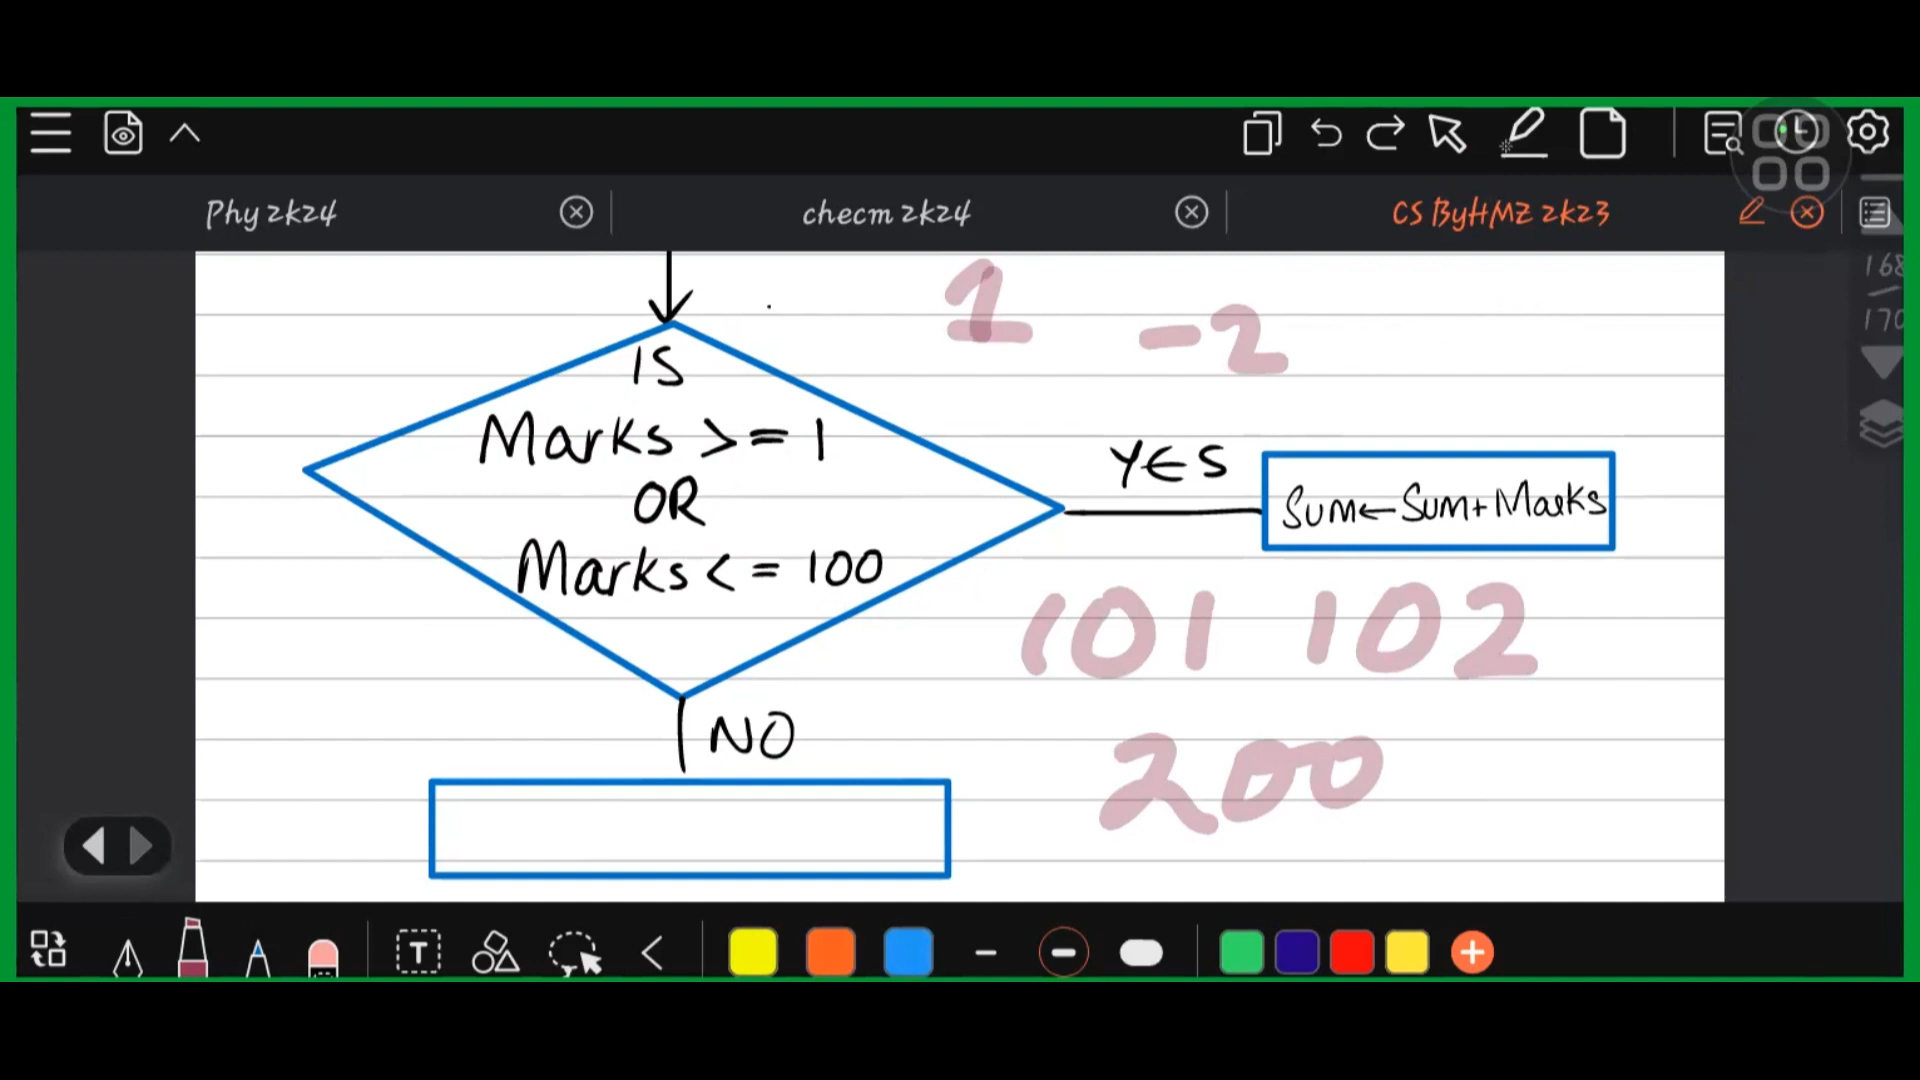 Phy 2k24
checm 2k24
CS ByHMZ 2k23
168
170
1
-2
IS
Marks >= 1
OR
Marks <= 100
YES
Sum←Sum+Marks
101 102
NO
200
T